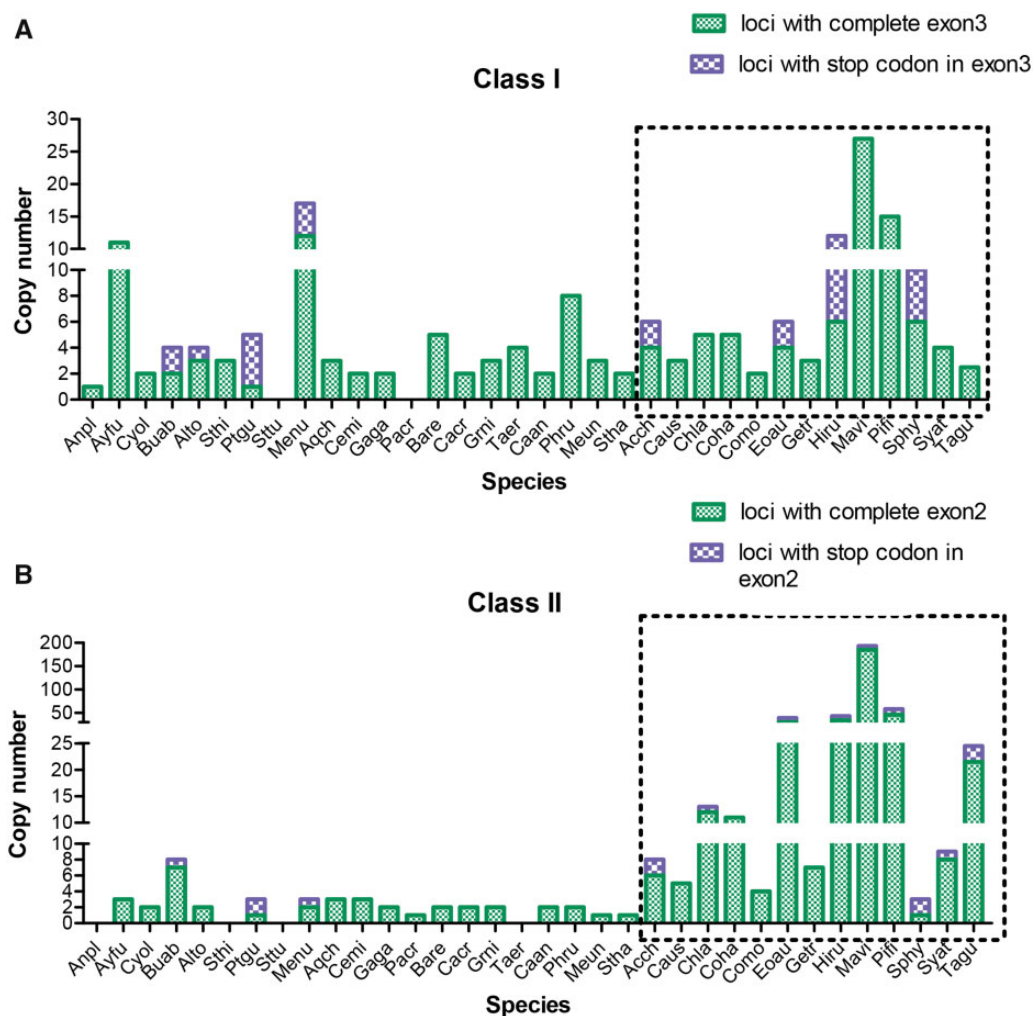 A
loci with complete exon3
loci with stop codon in exon3
Class I
30
25
20
15
10
10
8
6
4
2
0
Copy number
Anpl Ayfu Cyol Buab Alto Sthi Ptgu Sttu Menu Aqch Cemi Gaga Pacr Bare Cacr Grni Taer Caan Phru Meun Stha Acch Caus Chla Coha Como Eoau Getr Hiru Mavi Pifi Sphy Syat Tagu
Species
loci with complete exon2
loci with stop codon in
exon2
B
Class II
200
150
100
50
25
20
15
10
10
8
6
4
2
0
Copy number
Anpl Ayfu Cyol Buab Alto Sthi Ptgu Sttu Menu Aqch Cemi Gaga Pacr Bare Cacr Grni Taer Caan Phru Meun Stha Acch Caus Chla Coha Como Eoau Getr Hiru Mavi Pifi Sphy Syat Tagu
Species